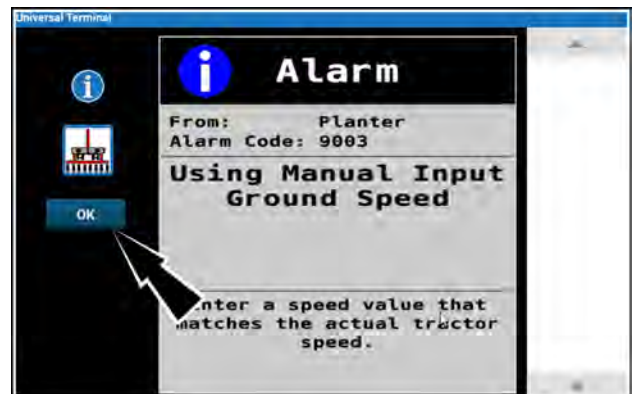 Universal Terminal
Alarm
From: Planter
Alarm Code: 9003
Using Manual Input
Ground Speed
OK
Enter a speed value that
matches the actual tractor
speed.